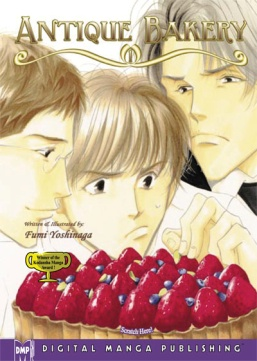 ANTIQUE BAKERY
Written & Illustrated by
Fumi Yoshinaga
Winner of the
Kodansha Manga
Award!
Scratch Here!
DMP
DIGITAL MANGA PUBLISHING